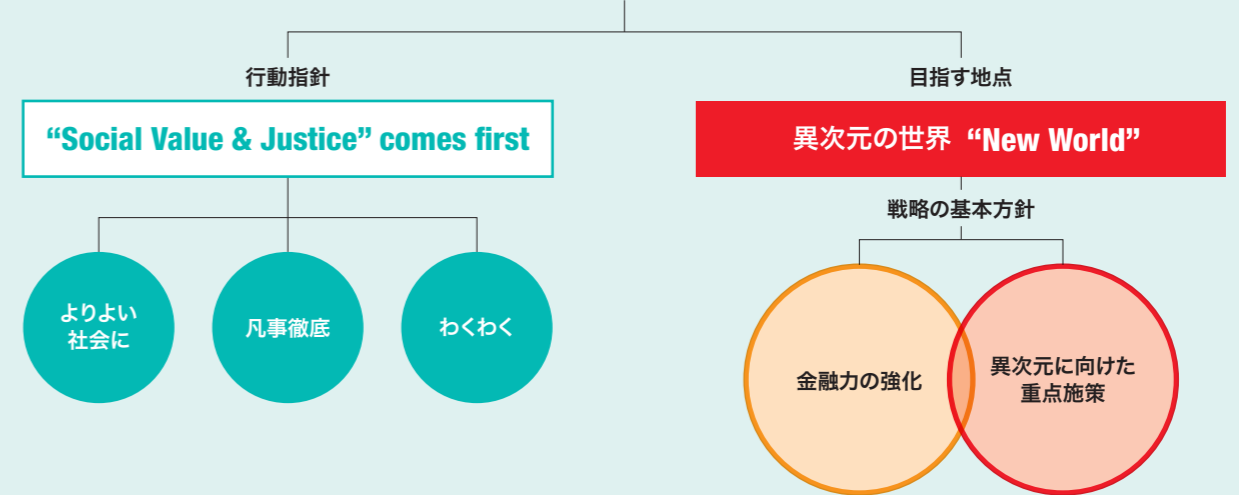 行動指針
“Social Value & Justice” comes first
よりよい
社会に
凡事徹底
わくわく
目指す地点
異次元の世界 “New World”
戦略の基本方針
金融力の強化
異次元に向けた
重点施策